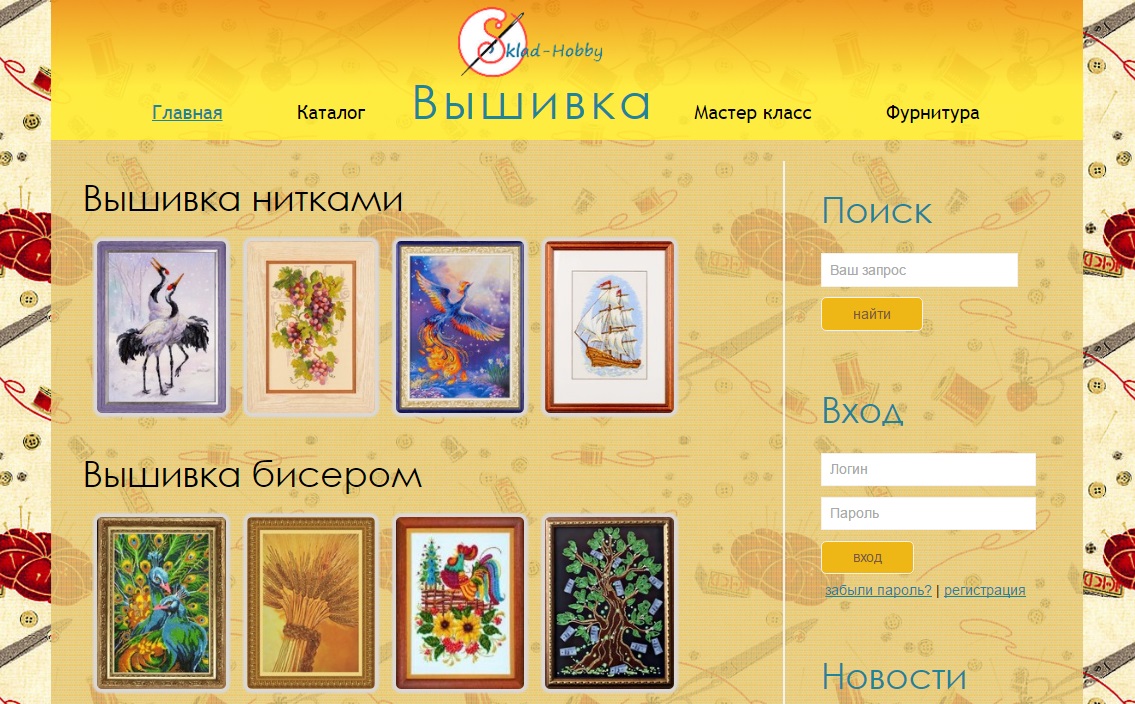 Sklad-Hobby
Главная
Каталог
Вышивка
Мастер класс
Фурнитура
Вышивка нитками
Вышивка бисером
Поиск
Ваш запрос
найти
Вход
Логин
Пароль
вход
забыли пароль? | регистрация
Новости